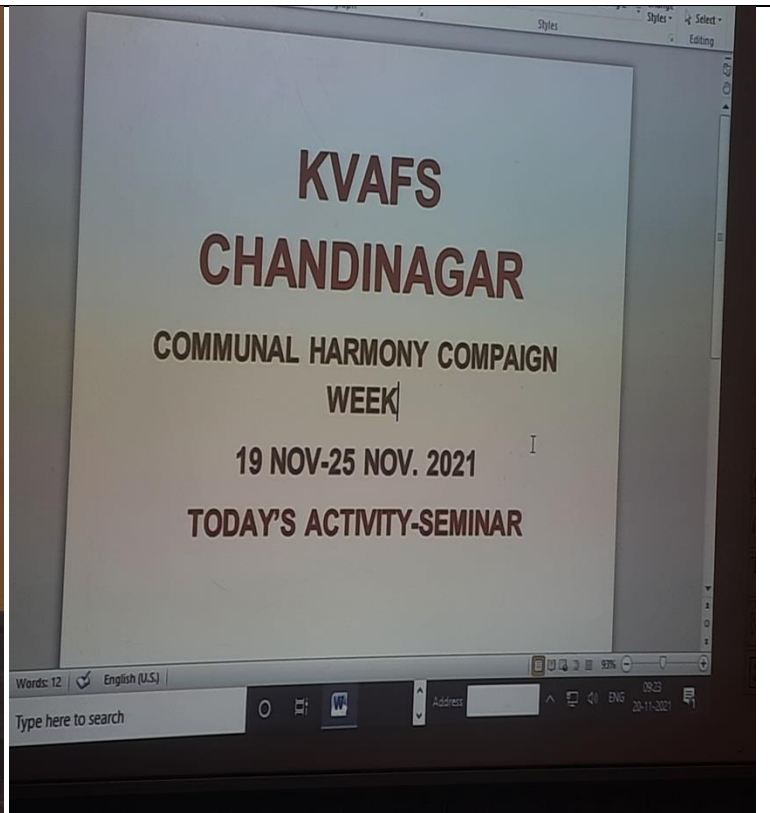 Styles
Select
Styles
Editing
KVAFS
CHANDINAGAR
COMMUNAL HARMONY COMPAIGN
WEEK
19 NOV-25 NOV. 2021
TODAY'S ACTIVITY-SEMINAR
Words: 12 English (U.S.) 93%
Type here to search W Address ENG 09:23
20-11-2021